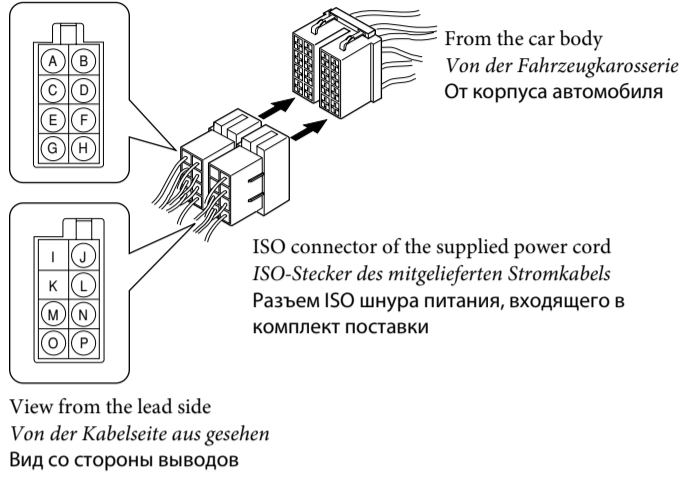 A B
C D
E F
G H
From the car body
Von der Fahrzeugkarosserie
От корпуса автомобиля
I J
K L
M N
O P
ISO connector of the supplied power cord
ISO-Stecker des mitgelieferten Stromkabels
Разъем ISO шнура питания, входящего в
комплект поставки
View from the lead side
Von der Kabelseite aus gesehen
Вид со стороны выводов